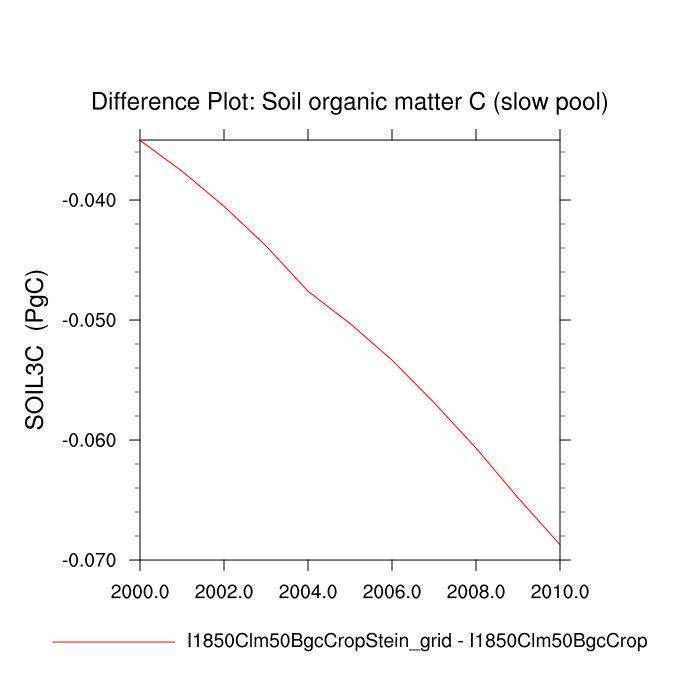 Difference Plot: Soil organic matter C (slow pool)
SOIL3C (PgC)
-0.040
-0.050
-0.060
-0.070
2000.0 2002.0 2004.0 2006.0 2008.0 2010.0
I1850Clm50BgcCropStein_grid - I1850Clm50BgcCrop